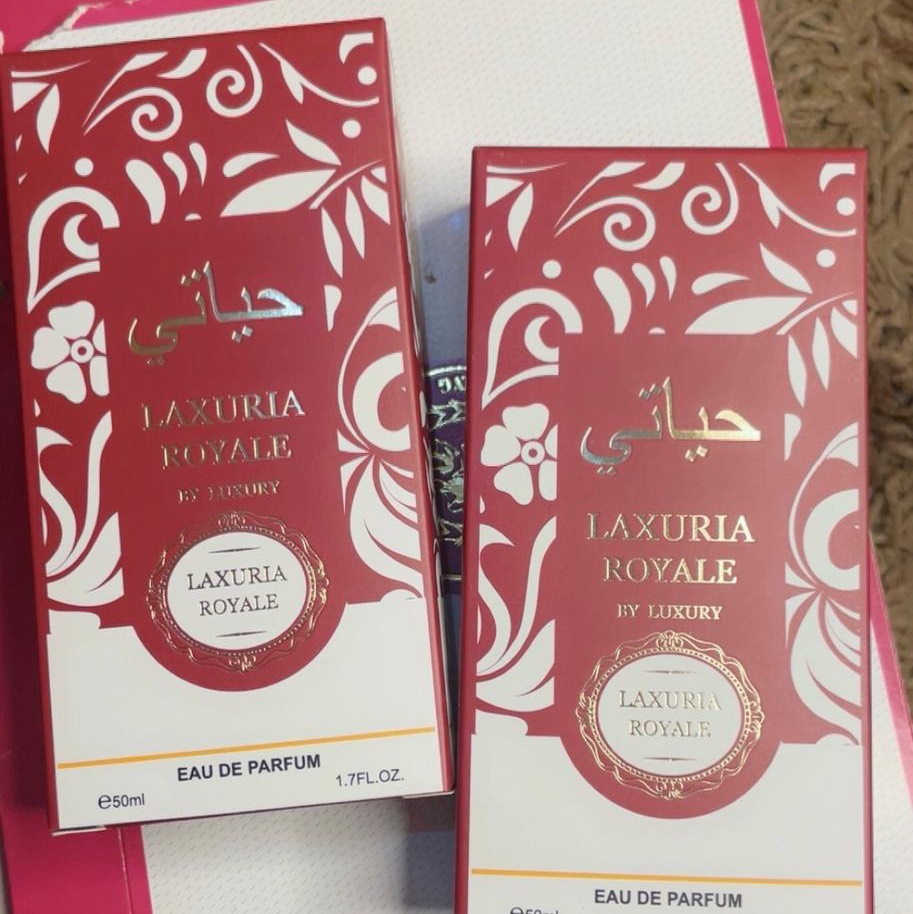 حياتي
LAXURIA
ROYALE
BY LUXURY
LAXURIA
ROYALE
EAU DE PARFUM
℮50ml
1.7FL.OZ.
حياتي
LAXURIA
ROYALE
BY LUXURY
LAXURIA
ROYALE
EAU DE PARFUM
℮50ml